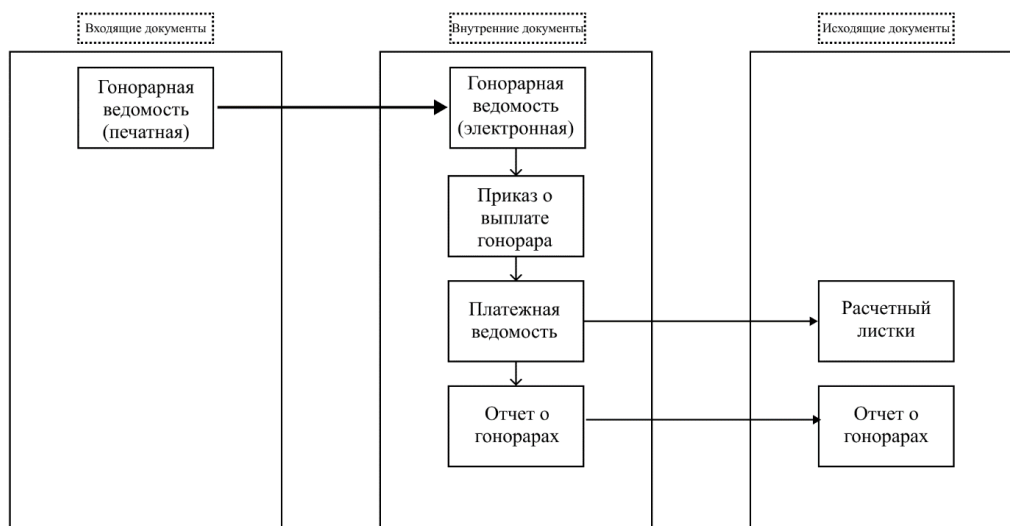 Входящие документы
Внутренние документы
Исходящие документы
Гонорарная
ведомость
(печатная)
Гонорарная
ведомость
(электронная)
Приказ о
выплате
гонорара
Платежная
ведомость
Расчетный
листки
Отчет о
гонорарах
Отчет о
гонорарах